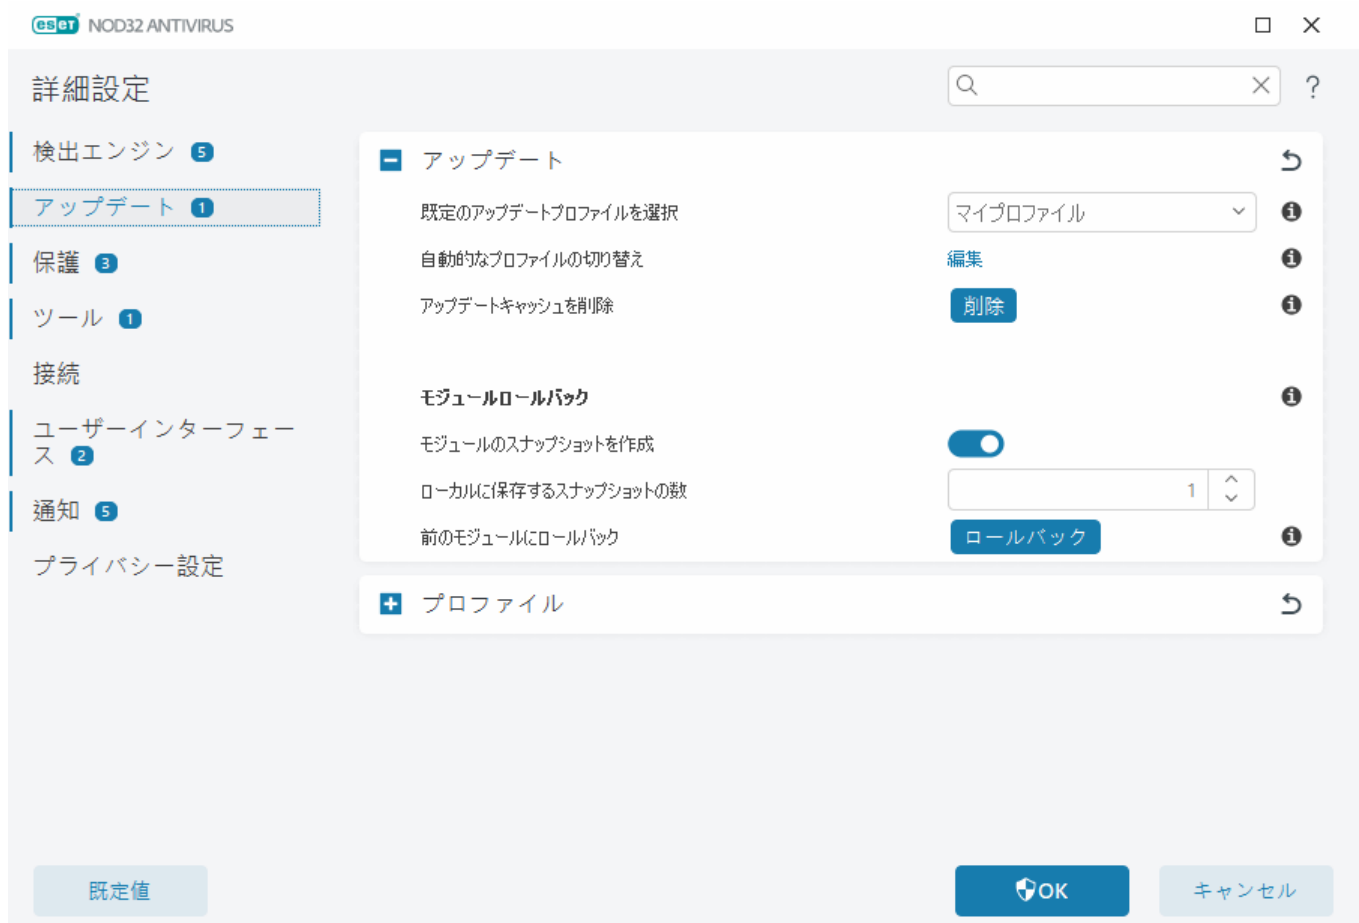 eset NOD32 ANTIVIRUS
詳細設定
?
検出エンジン 5
アップデート 1
保護 3
ツール 1
接続
ユーザーインターフェー
ス 2
通知 5
プライバシー設定
アップデート
既定のアップデートプロファイルを選択
マイプロファイル
自動的なプロファイルの切り替え
編集
アップデートキャッシュを削除
削除
モジュールロールバック
モジュールのスナップショットを作成
ローカルに保存するスナップショットの数
1
前のモジュールにロールバック
ロールバック
プロファイル
既定値
OK
キャンセル